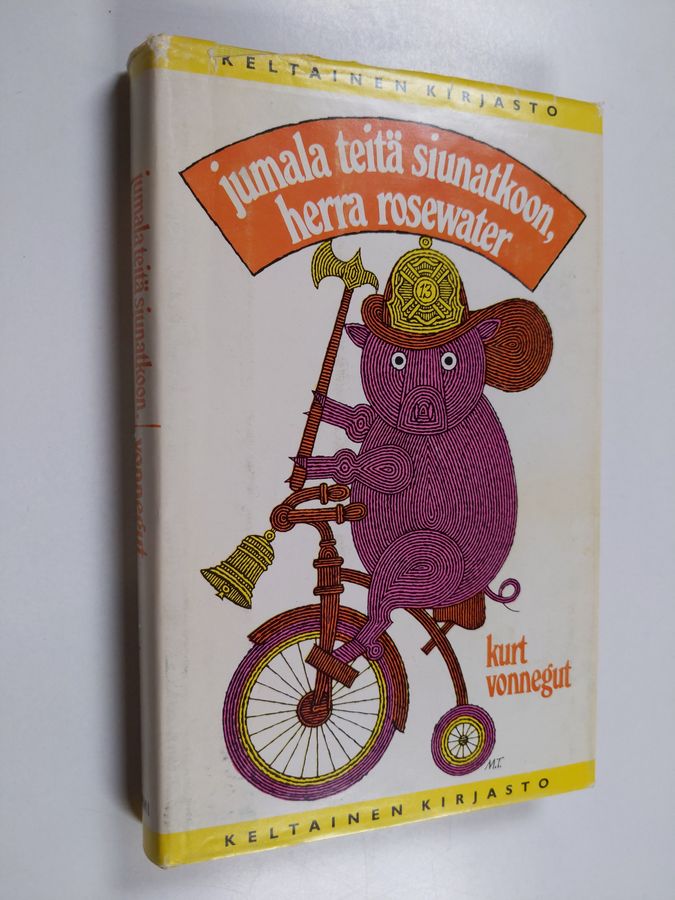 KELTAINEN KIRJASTO
jumala teitä siunatkoon,
herra rosewater
13
kurt
vonnegut
M.T.
KELTAINEN KIRJASTO
jumala teitä siunatkoon... / vonnegut